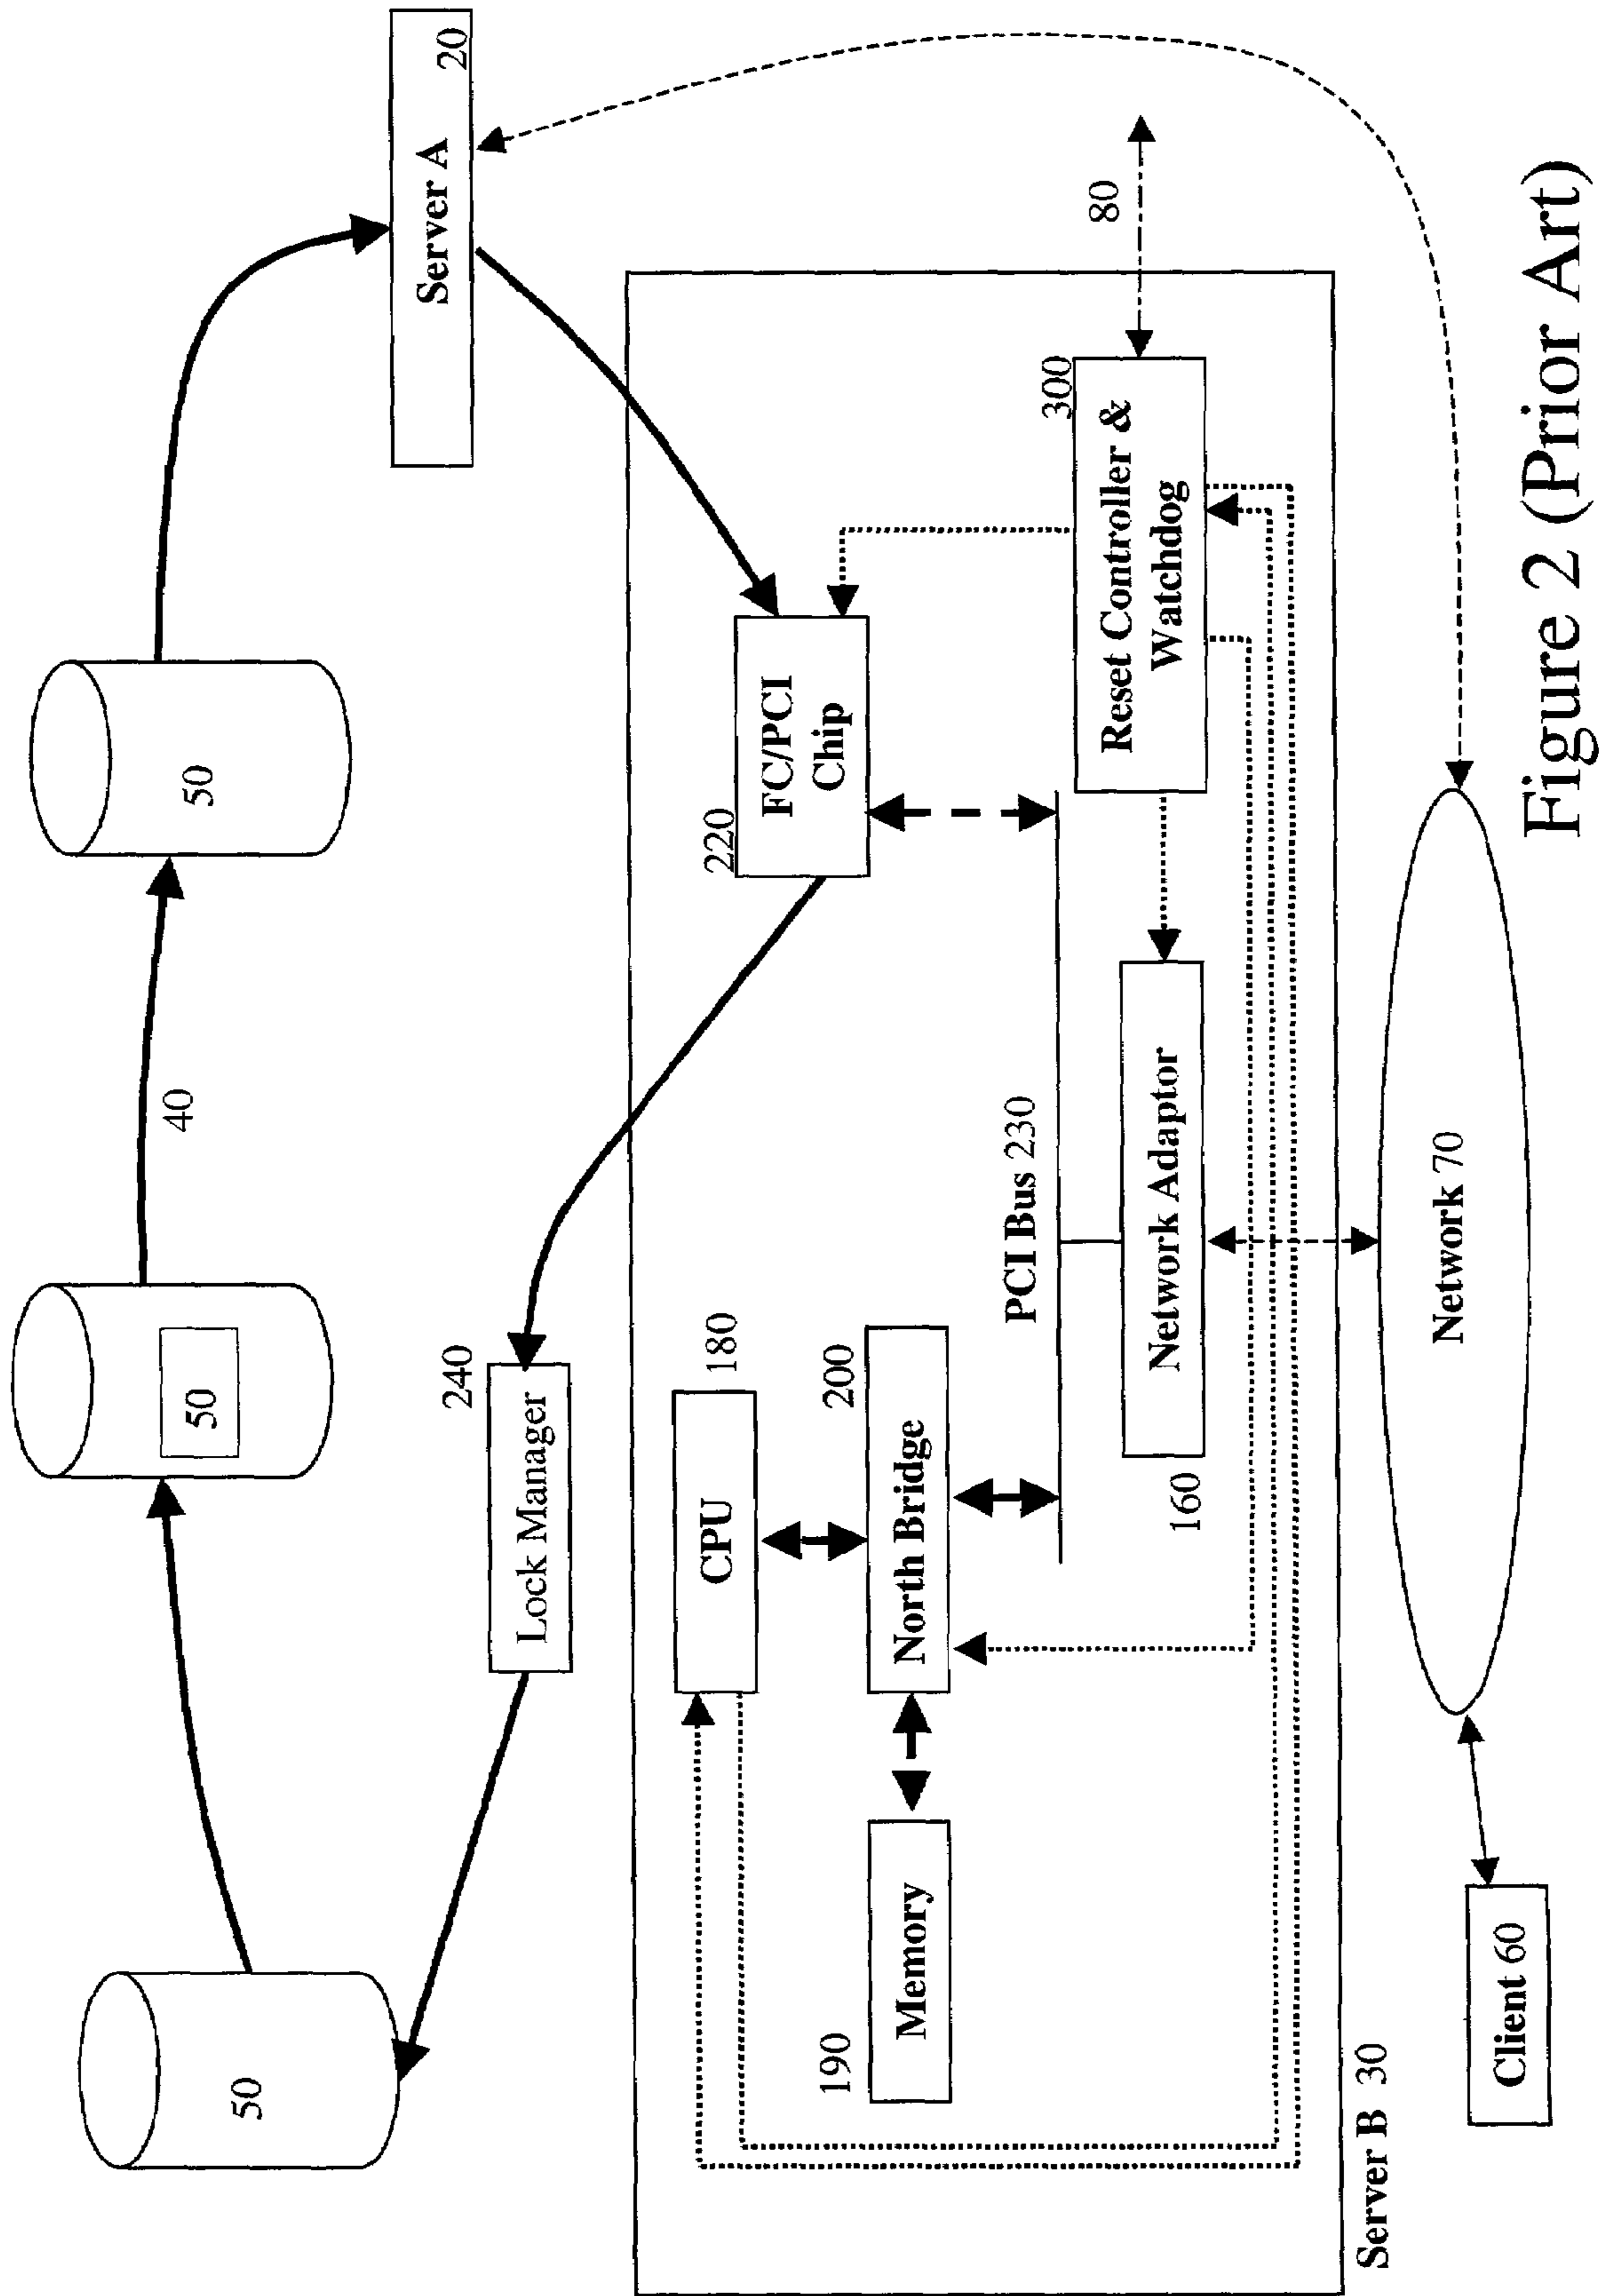 50
50
40
50
Server A
20
240
Lock Manager
CPU
180
220
FC/PCI
Chip
190
Memory
North Bridge
200
PCI Bus 230
300
Reset Controller &
Watchdog
80
160
Network Adaptor
Server B 30
Client 60
Network 70
Figure 2 (Prior Art)